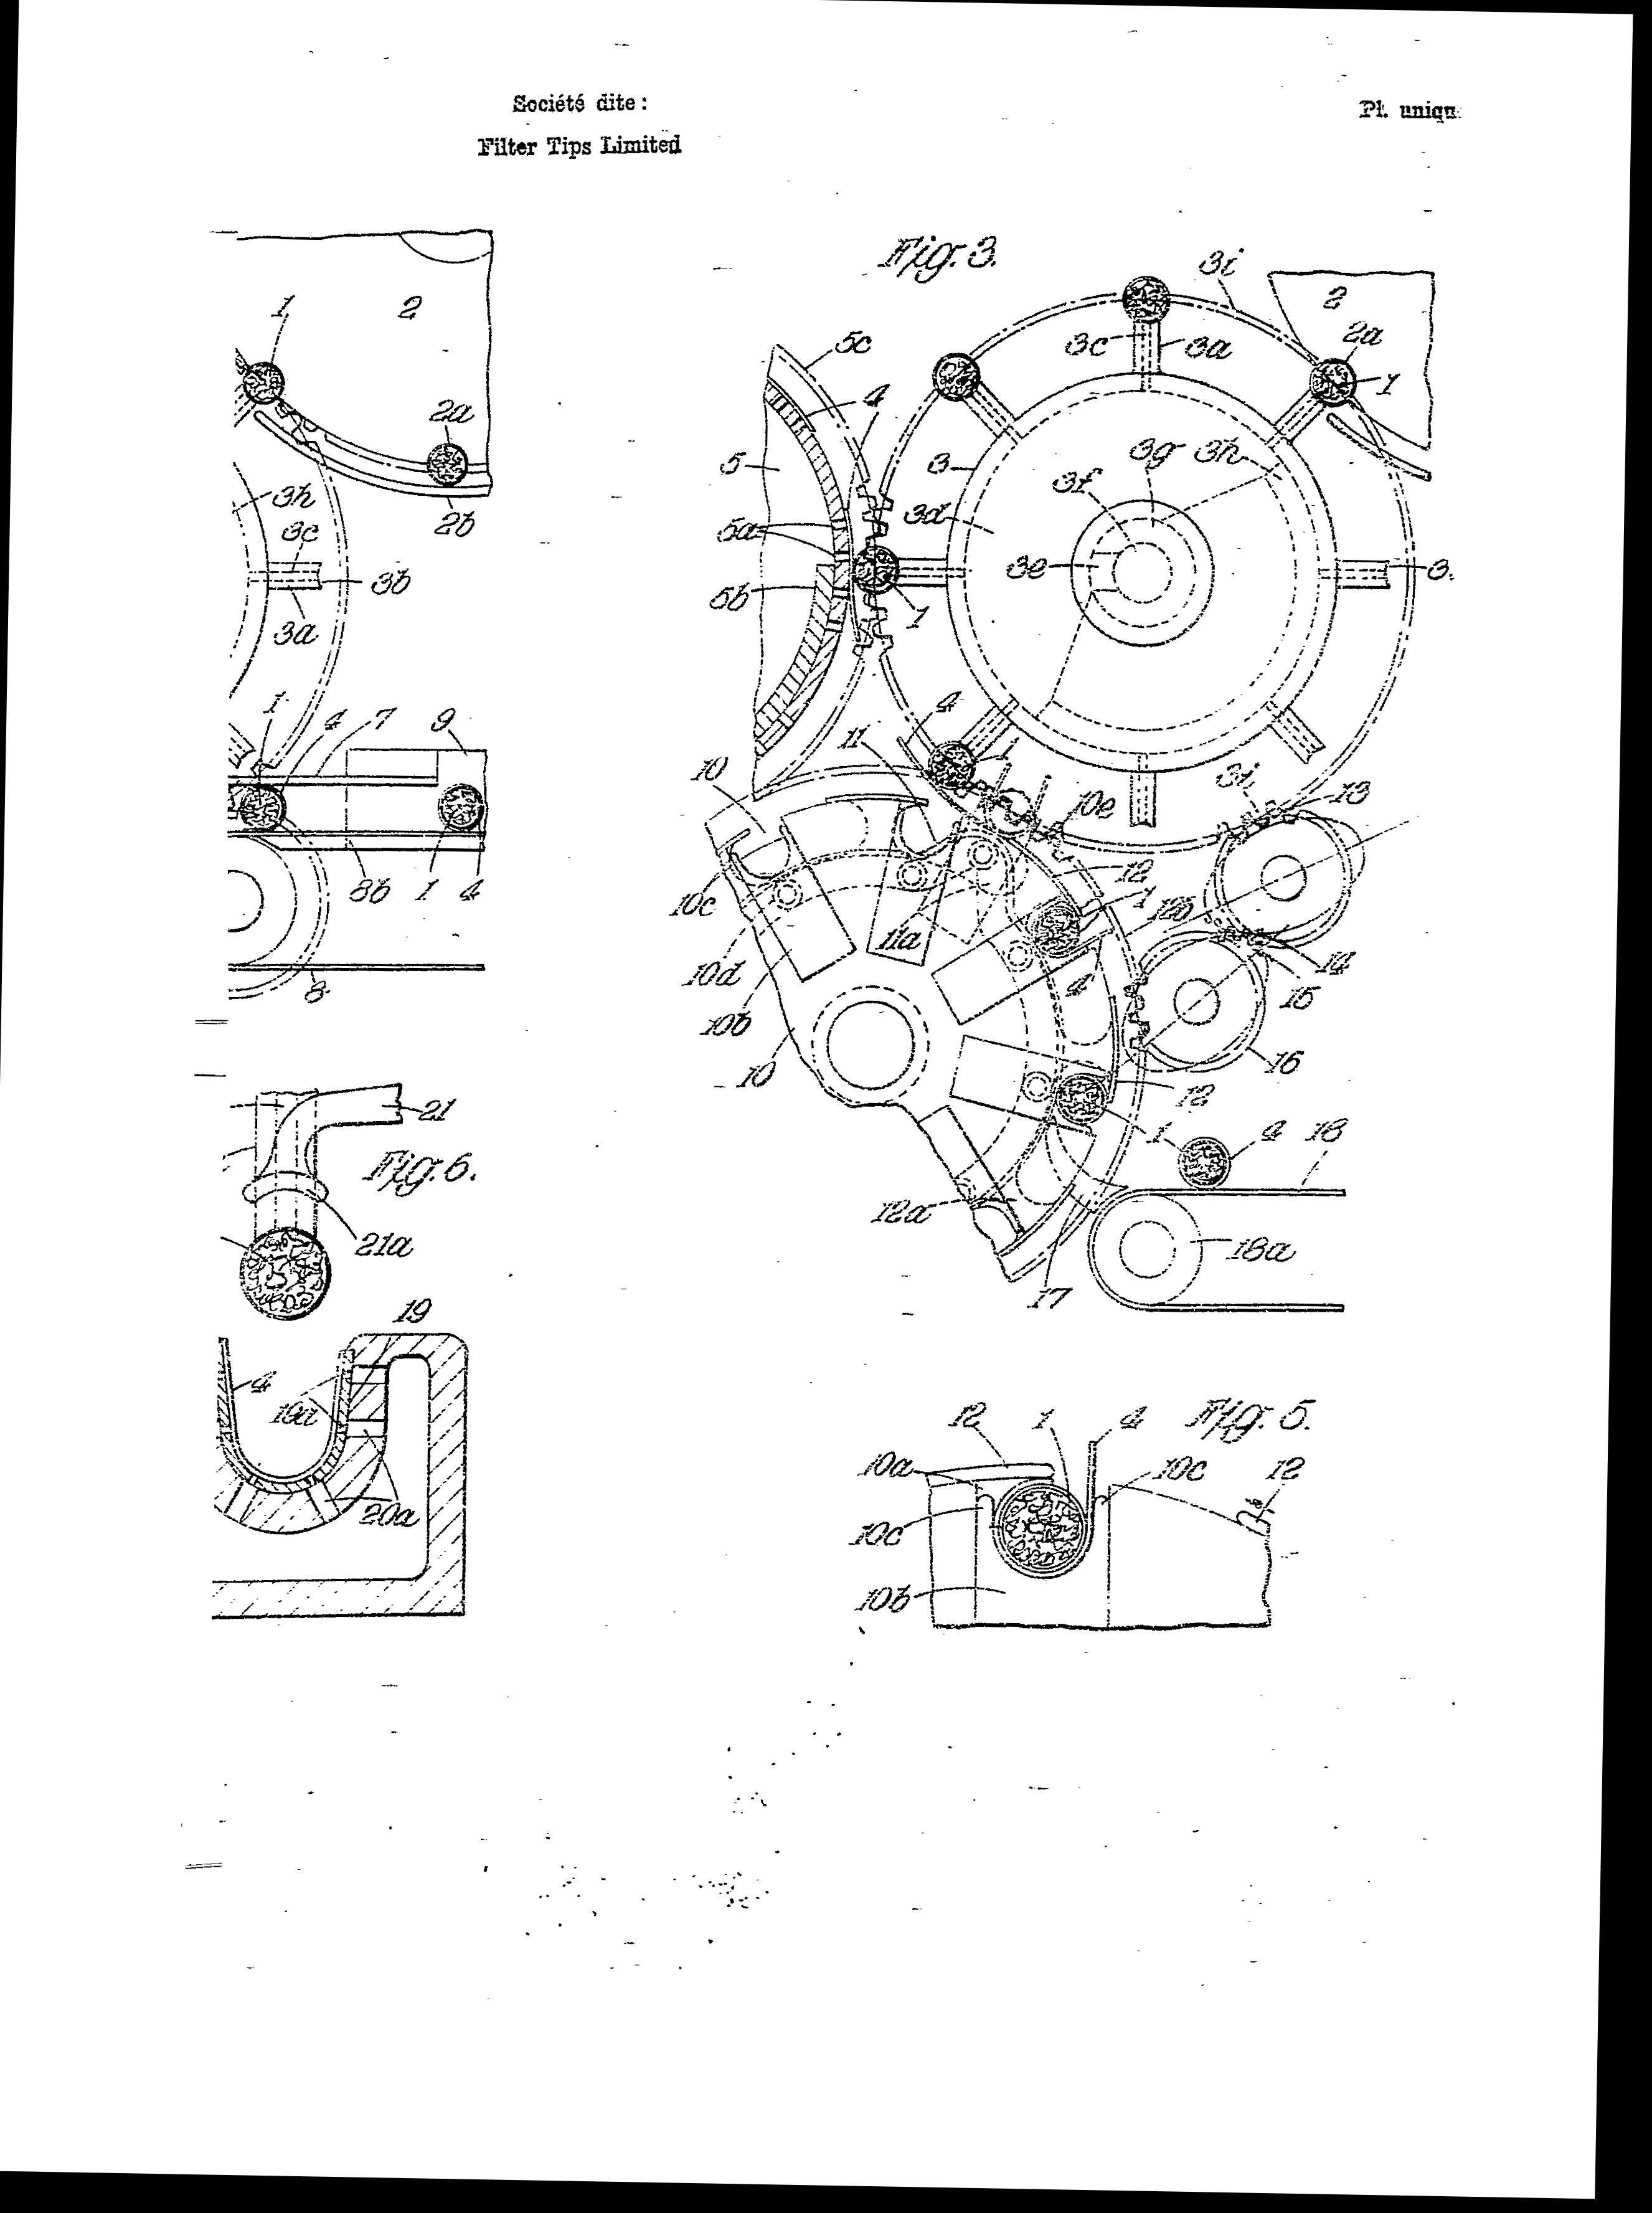 Société dite :
Filter Tips Limited
Pl. uniqu
1
2
2a
2b
3h
3c
3b
3a
1
4
7
9
8b
1
4
8
21
Fig. 6.
21a
19
4
19a
20a
Fig. 3.
3i
2
5c
3c
3a
2a
1
4
5
3
3g
3h
3f
5a
3d
3e
3
5b
1
4
11
10
3i
13
10e
12
1
12b
10c
11a
10d
4
14
15
10b
16
10
12
1
4
18
12a
18a
17
12
1
4
Fig. 5.
10a
10c
12
10c
10b